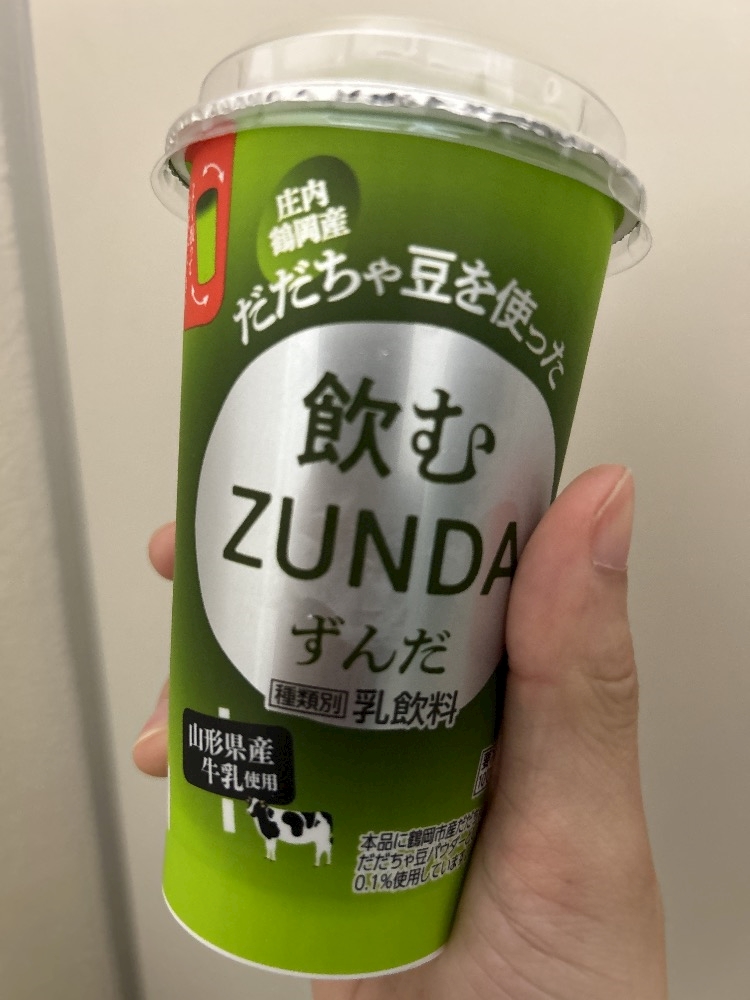 庄内
鶴岡産
だだちゃ豆を使った
飲む
ZUNDA
ずんだ
種類別 乳飲料
山形県産
牛乳使用
本品に鶴岡市産だだ
だだちゃ豆パウダー
0.1%使用していま